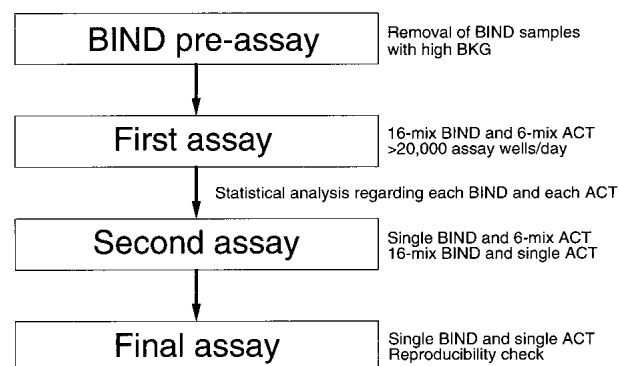 BIND pre-assay
Removal of BIND samples
with high BKG
First assay
16-mix BIND and 6-mix ACT
>20,000 assay wells/day
Statistical analysis regarding each BIND and each ACT
Second assay
Single BIND and 6-mix ACT
16-mix BIND and single ACT
Final assay
Single BIND and single ACT
Reproducibility check